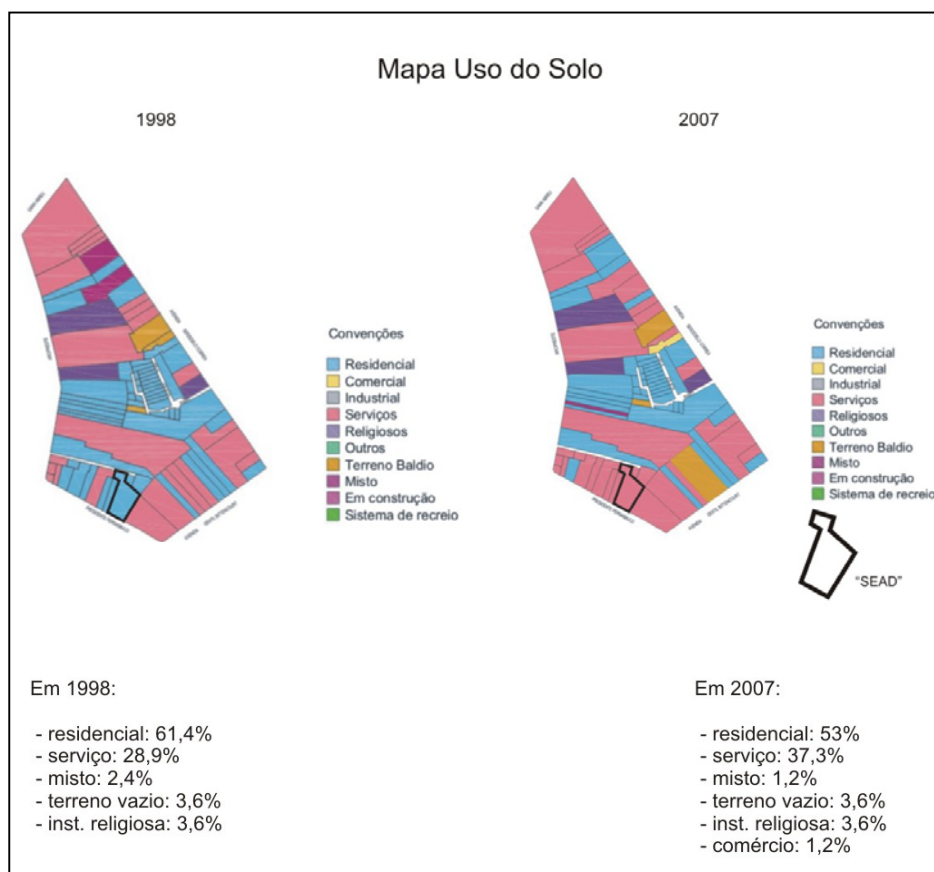 Mapa Uso do Solo
1998
2007
AVENIDA
AVENIDA
Convenções
Residencial
Comercial
Industrial
Serviços
Religiosos
Outros
Terreno Baldio
Misto
Em construção
Sistema de recreio
AVENIDA
AVENIDA
Convenções
Residencial
Comercial
Industrial
Serviços
Religiosos
Outros
Terreno Baldio
Misto
Em construção
Sistema de recreio
"SEAD"
Em 1998:
- residencial: 61,4%
- serviço: 28,9%
- misto: 2,4%
- terreno vazio: 3,6%
- inst. religiosa: 3,6%
Em 2007:
- residencial: 53%
- serviço: 37,3%
- misto: 1,2%
- terreno vazio: 3,6%
- inst. religiosa: 3,6%
- comércio: 1,2%